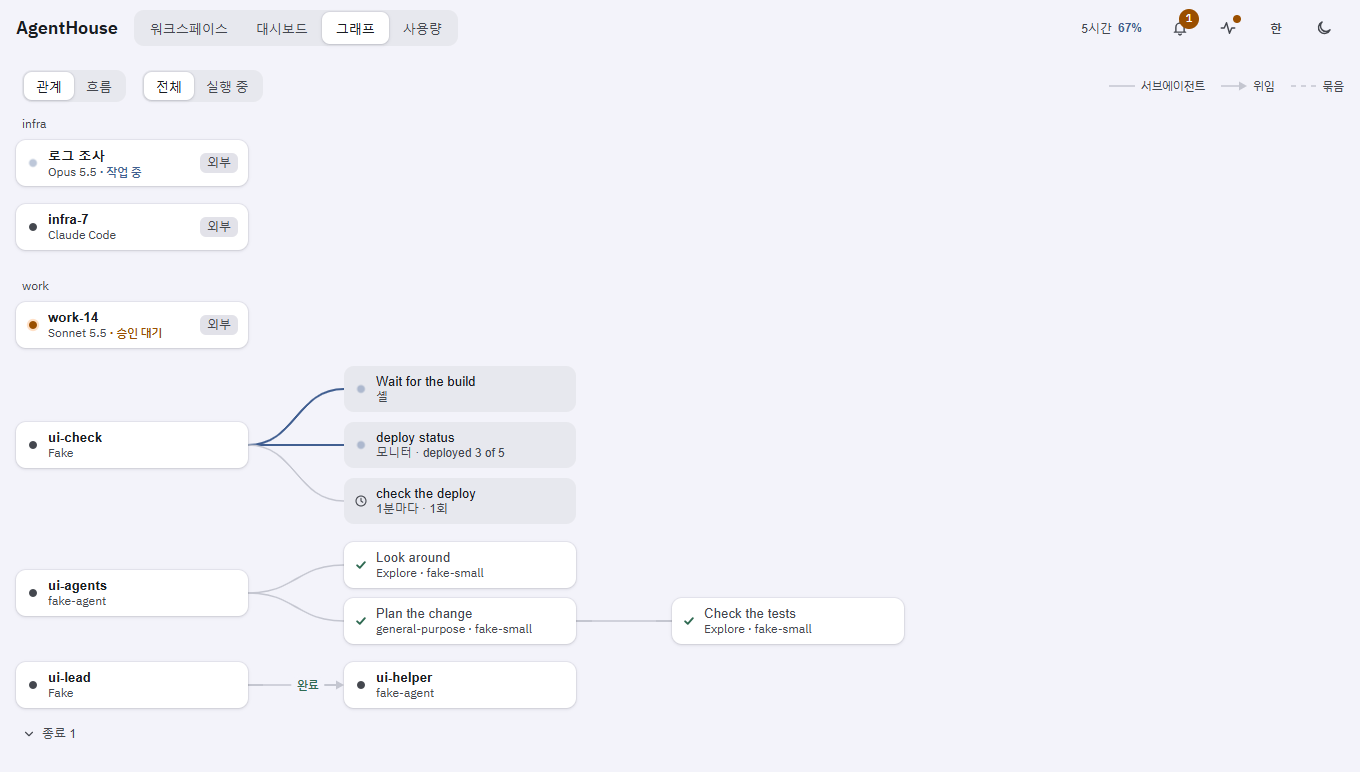 AgentHouse 워크스페이스 대시보드 그래프 사용량 5시간 67% 1 한
관계 흐름 전체 실행 중 서브에이전트 위임 묶음
infra
로그 조사
Opus 5.5 · 작업 중
외부
infra-7
Claude Code
외부
work
work-14
Sonnet 5.5 · 승인 대기
외부
Wait for the build
셸
ui-check
Fake
deploy status
모니터 · deployed 3 of 5
check the deploy
1분마다 · 1회
Look around
Explore · fake-small
ui-agents
fake-agent
Plan the change
general-purpose · fake-small
Check the tests
Explore · fake-small
ui-lead
Fake
완료
ui-helper
fake-agent
종료 1